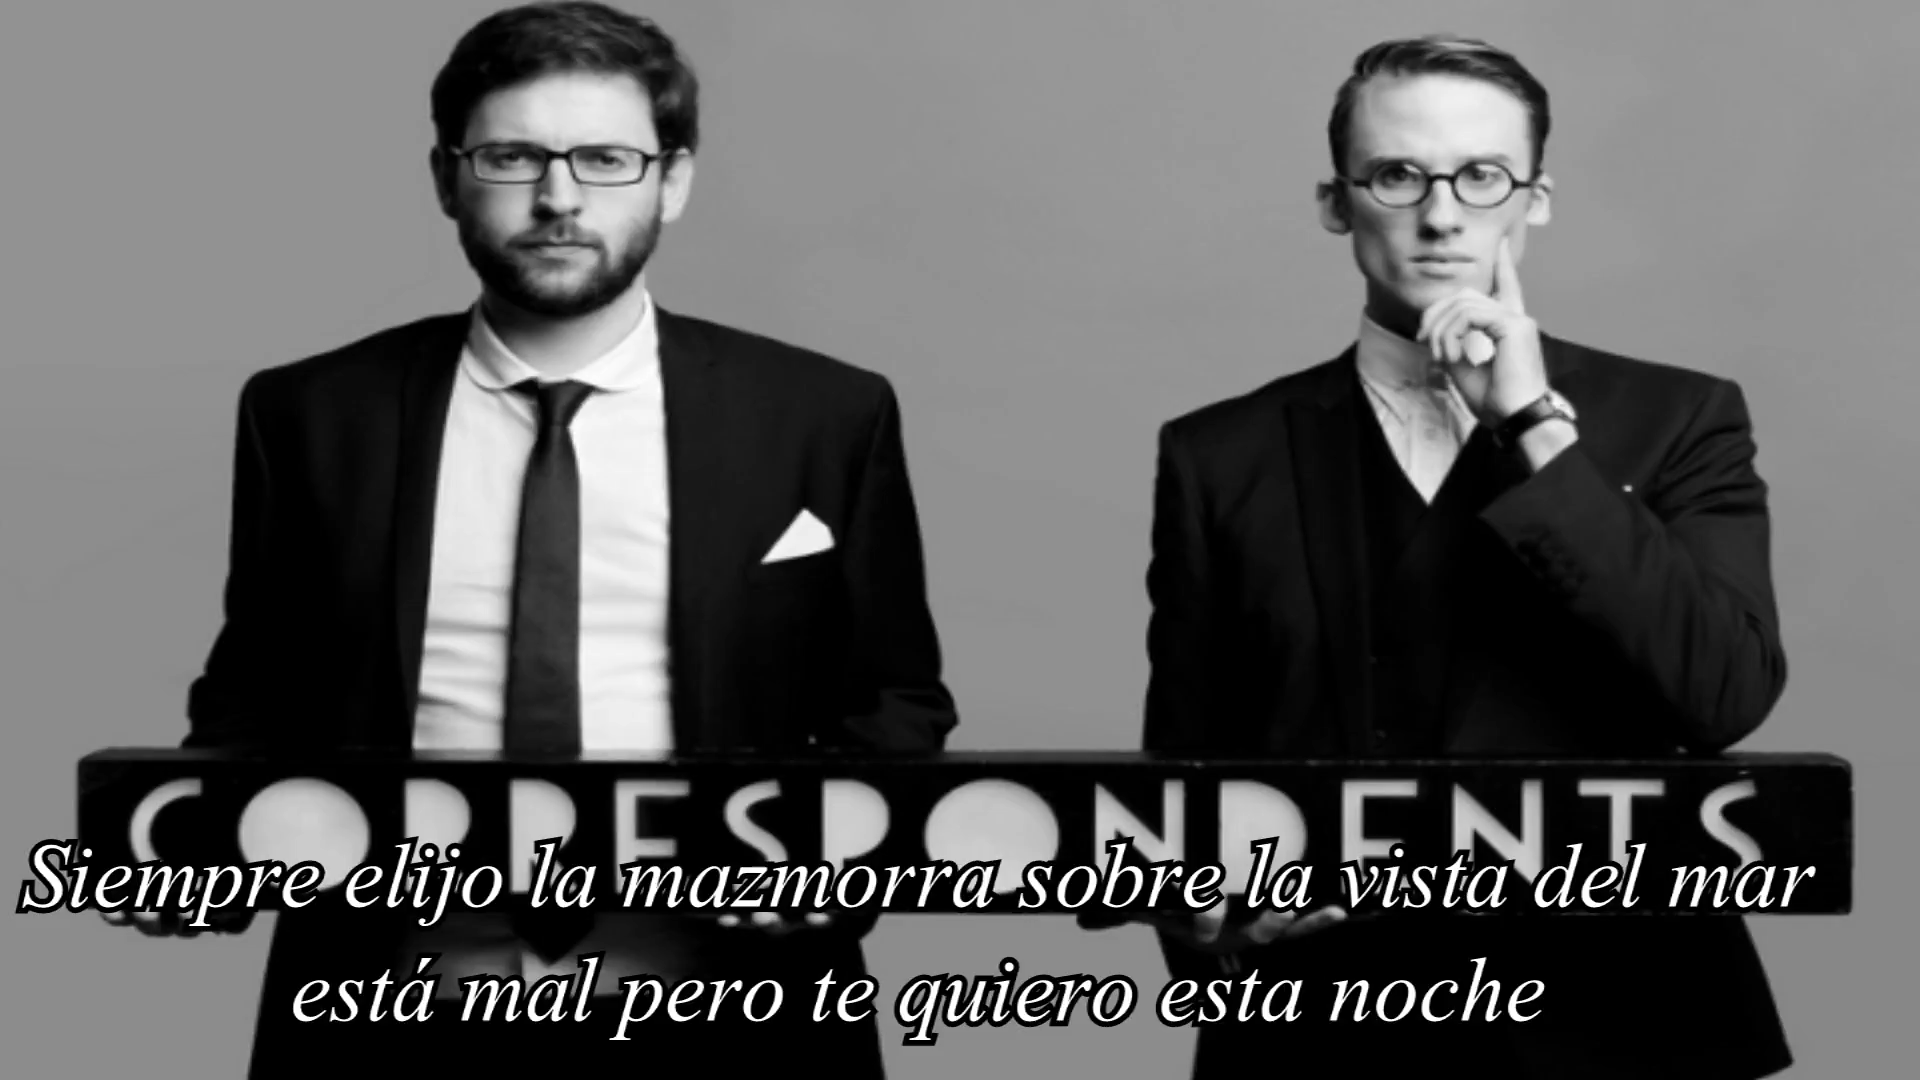 CORRESPONDENTS
Siempre elijo la mazmorra sobre la vista del mar
está mal pero te quiero esta noche